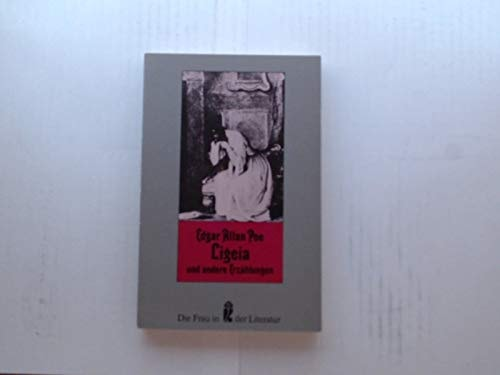 Edgar Allan Poe
Ligeia
und andere Erzählungen
Die Frau in der Literatur